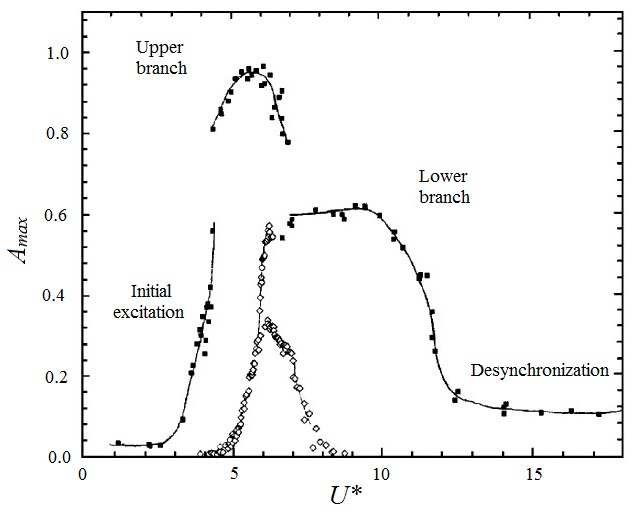 1.0
Upper
branch
0.8
Lower
branch
0.6
A_max
0.4
Initial
excitation
0.2
Desynchronization
0.0
0
5
10
15
U*